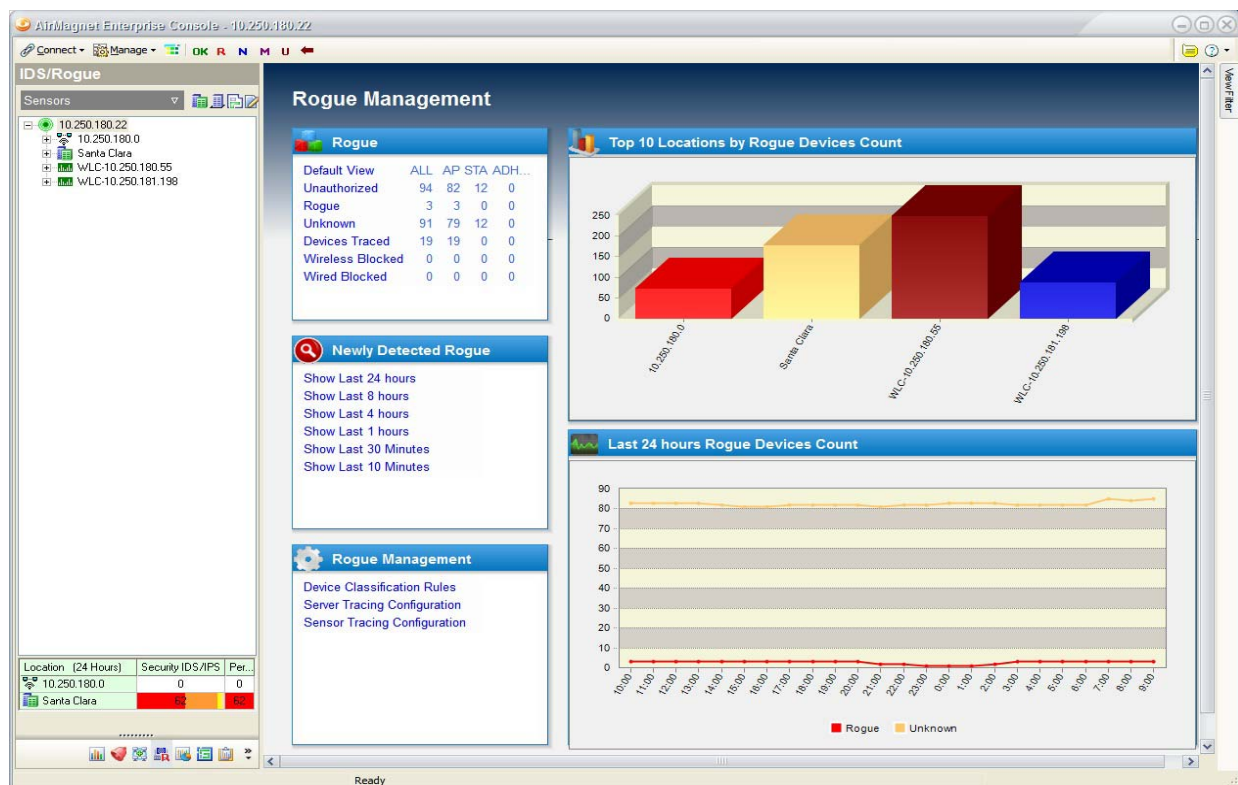 AirMagnet Enterprise Console - 10.250.180.22
Connect Manage OK R N M U
IDS/Rogue
Sensors
10.250.180.22
10.250.180.0
Santa Clara
WLC-10.250.180.55
WLC-10.250.181.198
Location (24 Hours) Security IDS/IPS Per...
10.250.180.0 0 0
Santa Clara 62 62
Rogue Management
Rogue
Default View ALL AP STA ADH...
Unauthorized 94 82 12 0
Rogue 3 3 0 0
Unknown 91 79 12 0
Devices Traced 19 19 0 0
Wireless Blocked 0 0 0 0
Wired Blocked 0 0 0 0
Newly Detected Rogue
Show Last 24 hours
Show Last 8 hours
Show Last 4 hours
Show Last 1 hours
Show Last 30 Minutes
Show Last 10 Minutes
Rogue Management
Device Classification Rules
Server Tracing Configuration
Sensor Tracing Configuration
Top 10 Locations by Rogue Devices Count
250
200
150
100
50
0
10.250.180.0
Santa Clara
WLC-10.250.180.55
WLC-10.250.181.198
Last 24 hours Rogue Devices Count
90
80
70
60
50
40
30
20
10
0
10:00 11:00 12:00 13:00 14:00 15:00 16:00 17:00 18:00 19:00 20:00 21:00 22:00 23:00 0:00 1:00 2:00 3:00 4:00 5:00 6:00 7:00 8:00 9:00
Rogue Unknown
View Filter
Ready